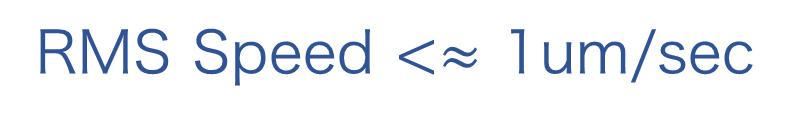 RMS Speed <≈ 1um/sec